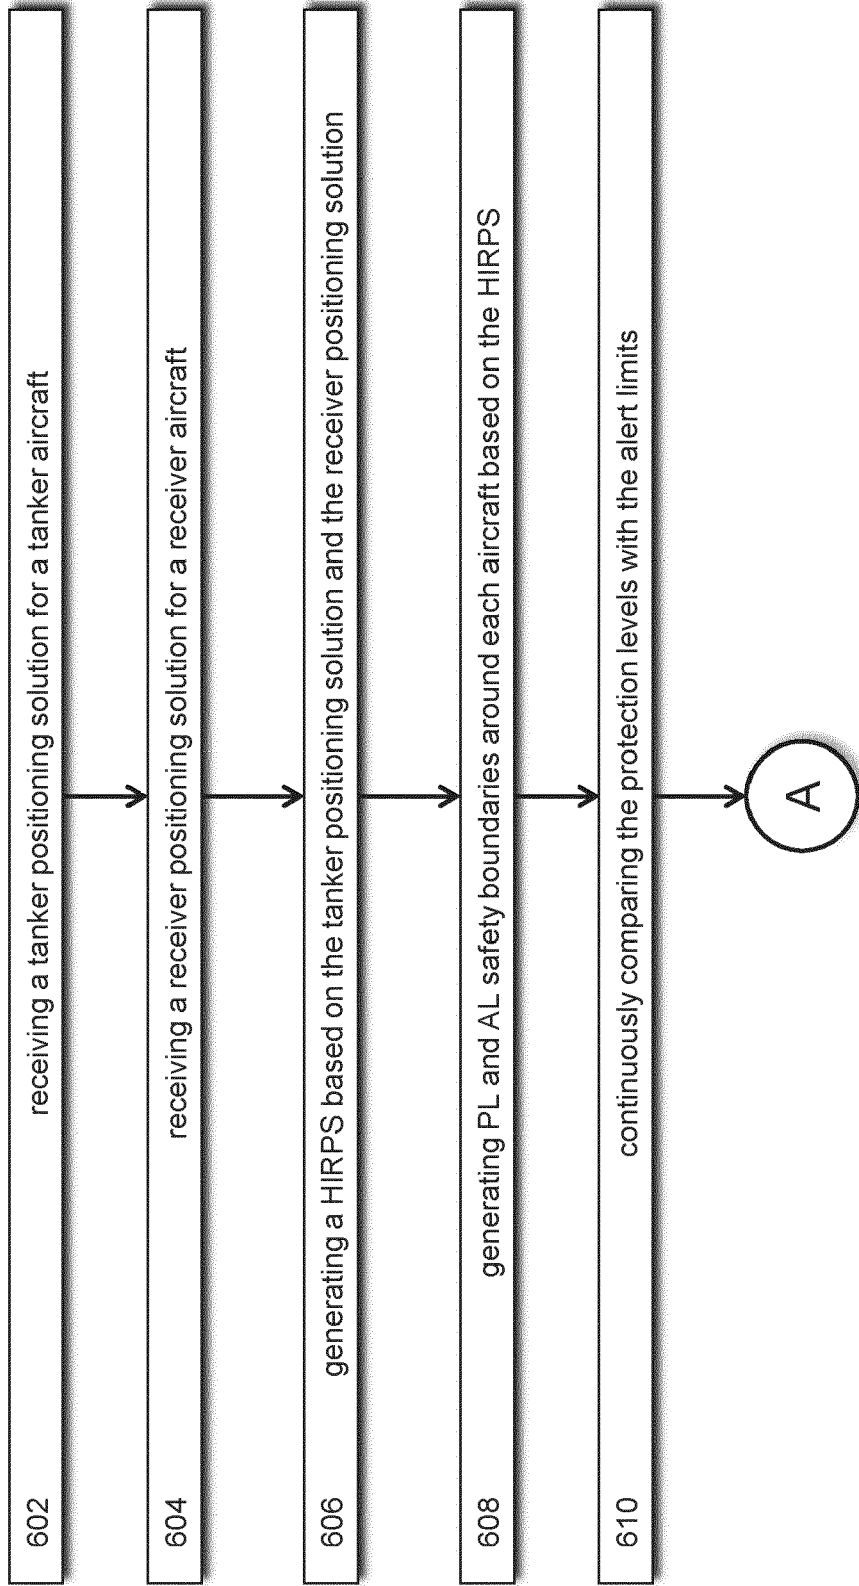 602
receiving a tanker positioning solution for a tanker aircraft
604
receiving a receiver positioning solution for a receiver aircraft
606
generating a HIRPS based on the tanker positioning solution and the receiver positioning solution
608
generating PL and AL safety boundaries around each aircraft based on the HIRPS
610
continuously comparing the protection levels with the alert limits
A